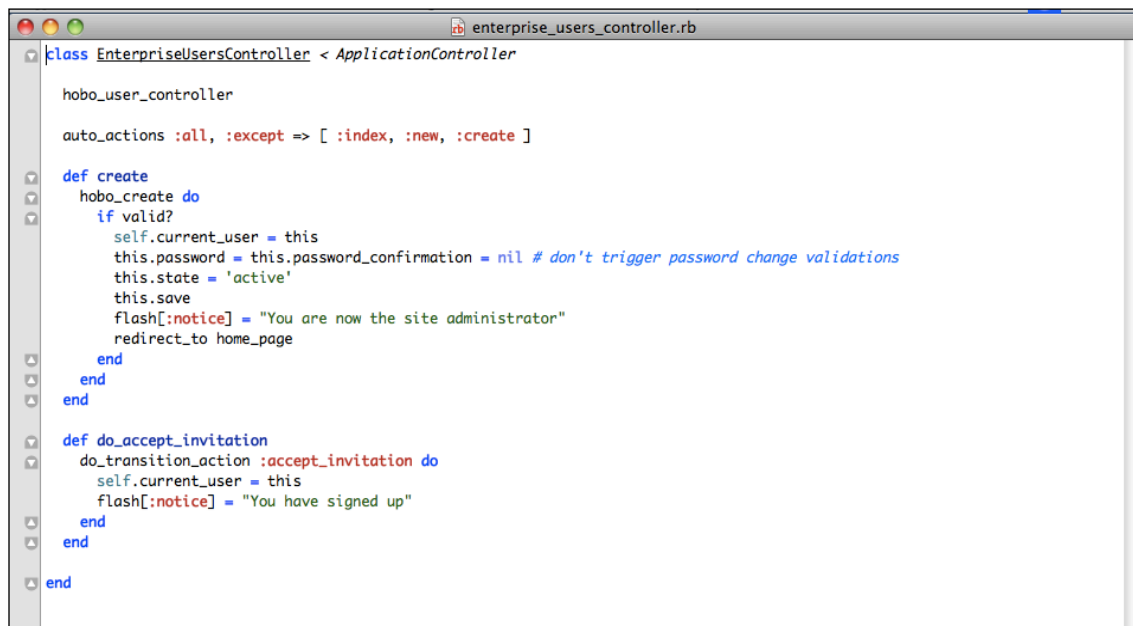 enterprise_users_controller.rb
class EnterpriseUsersController < ApplicationController
hobo_user_controller
auto_actions :all, :except => [ :index, :new, :create ]
def create
hobo_create do
if valid?
self.current_user = this
this.password = this.password_confirmation = nil # don't trigger password change validations
this.state = 'active'
this.save
flash[:notice] = "You are now the site administrator"
redirect_to home_page
end
end
end
def do_accept_invitation
do_transition_action :accept_invitation do
self.current_user = this
flash[:notice] = "You have signed up"
end
end
end